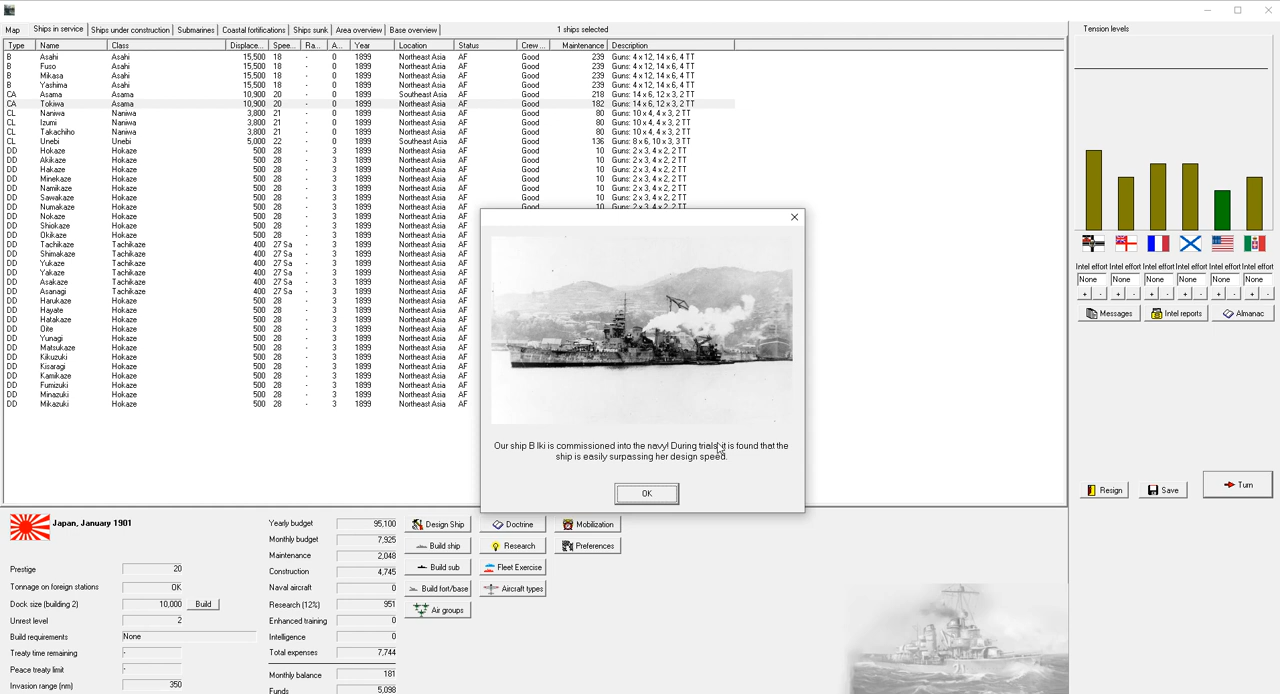 Map Ships in service Ships under construction Submarines Coastal fortifications Ships sunk Area overview Base overview 1 ships selected
Type Name Class Displace... Spee... Ra... A... Year Location Status Crew ... Maintenance Description
B Asahi Asahi 15,500 18 - 0 1899 Northeast Asia AF Good 239 Guns: 4 x 12, 14 x 6, 4 TT
B Fuso Asahi 15,500 18 - 0 1899 Northeast Asia AF Good 239 Guns: 4 x 12, 14 x 6, 4 TT
B Mikasa Asahi 15,500 18 - 0 1899 Northeast Asia AF Good 239 Guns: 4 x 12, 14 x 6, 4 TT
B Yashima Asahi 15,500 18 - 0 1899 Northeast Asia AF Good 239 Guns: 4 x 12, 14 x 6, 4 TT
CA Asama Asama 10,900 20 - 0 1899 Southeast Asia AF Good 218 Guns: 14 x 6, 12 x 3, 2 TT
CA Tokiwa Asama 10,900 20 - 0 1899 Northeast Asia AF Good 182 Guns: 14 x 6, 12 x 3, 2 TT
CL Naniwa Naniwa 3,800 21 - 0 1899 Northeast Asia AF Good 80 Guns: 10 x 4, 4 x 3, 2 TT
CL Izumi Naniwa 3,800 21 - 0 1899 Northeast Asia AF Good 80 Guns: 10 x 4, 4 x 3, 2 TT
CL Takachiho Naniwa 3,800 21 - 0 1899 Northeast Asia AF Good 80 Guns: 10 x 4, 4 x 3, 2 TT
CL Unebi Unebi 5,000 22 - 0 1899 Southeast Asia AF Good 136 Guns: 8 x 6, 10 x 3, 3 TT
DD Hokaze Hokaze 500 28 - 3 1899 Northeast Asia AF Good 10 Guns: 2 x 3, 4 x 2, 2 TT
DD Akikaze Hokaze 500 28 - 3 1899 Northeast Asia AF Good 10 Guns: 2 x 3, 4 x 2, 2 TT
DD Hakaze Hokaze 500 28 - 3 1899 Northeast Asia AF Good 10 Guns: 2 x 3, 4 x 2, 2 TT
DD Minekaze Hokaze 500 28 - 3 1899 Northeast Asia AF Good 10 Guns: 2 x 3, 4 x 2, 2 TT
DD Namikaze Hokaze 500 28 - 3 1899 Northeast Asia AF Good 10 Guns: 2 x 3, 4 x 2, 2 TT
DD Sawakaze Hokaze 500 28 - 3 1899 Northeast Asia AF Good 10 Guns: 2 x 3, 4 x 2, 2 TT
DD Numakaze Hokaze 500 28 - 3 1899 Northeast Asia AF Good 10 Guns: 2 x 3, 4 x 2, 2 TT
DD Nokaze Hokaze 500 28 - 3 1899 Northeast Asia AF
DD Shiokaze Hokaze 500 28 - 3 1899 Northeast Asia AF
DD Okikaze Hokaze 500 28 - 3 1899 Northeast Asia AF
DD Tachikaze Tachikaze 400 27 Sa - 3 1899 Northeast Asia AF
DD Shimakaze Tachikaze 400 27 Sa - 3 1899 Northeast Asia AF
DD Yukaze Tachikaze 400 27 Sa - 3 1899 Northeast Asia AF
DD Yakaze Tachikaze 400 27 Sa - 3 1899 Northeast Asia AF
DD Asakaze Tachikaze 400 27 Sa - 3 1899 Northeast Asia AF
DD Asanagi Tachikaze 400 27 Sa - 3 1899 Northeast Asia AF
DD Harukaze Hokaze 500 28 - 3 1899 Northeast Asia AF
DD Hayate Hokaze 500 28 - 3 1899 Northeast Asia AF
DD Hatakaze Hokaze 500 28 - 3 1899 Northeast Asia AF
DD Oite Hokaze 500 28 - 3 1899 Northeast Asia AF
DD Yunagi Hokaze 500 28 - 3 1899 Northeast Asia AF
DD Matsukaze Hokaze 500 28 - 3 1899 Northeast Asia AF
DD Kikuzuki Hokaze 500 28 - 3 1899 Northeast Asia AF
DD Kisaragi Hokaze 500 28 - 3 1899 Northeast Asia AF
DD Kamikaze Hokaze 500 28 - 3 1899 Northeast Asia AF
DD Fumizuki Hokaze 500 28 - 3 1899 Northeast Asia AF
DD Minazuki Hokaze 500 28 - 3 1899 Northeast Asia AF
DD Mikazuki Hokaze 500 28 - 3 1899 Northeast Asia AF
Our ship B Iki is commissioned into the navy! During trials it is found that the
ship is easily surpassing her design speed.
OK
Tension levels
Intel effort Intel effort Intel effort Intel effort Intel effort Intel effort
None None None None None None
+ - + - + - + - + - + -
Messages Intel reports Almanac
Resign Save Turn
Japan, January 1901
Prestige 20
Tonnage on foreign stations OK
Dock size (building 2) 10,000 Build
Unrest level 2
Build requirements None
Treaty time remaining -
Peace treaty limit -
Invasion range (nm) 350
Yearly budget 95,100
Monthly budget 7,925
Maintenance 2,048
Construction 4,745
Naval aircraft 0
Research (12%) 951
Enhanced training 0
Intelligence 0
Total expenses 7,744
Monthly balance 181
Funds 5,098
Design Ship Doctrine Mobilization
Build ship Research Preferences
Build sub Fleet Exercise
Build fort/base Aircraft types
Air groups